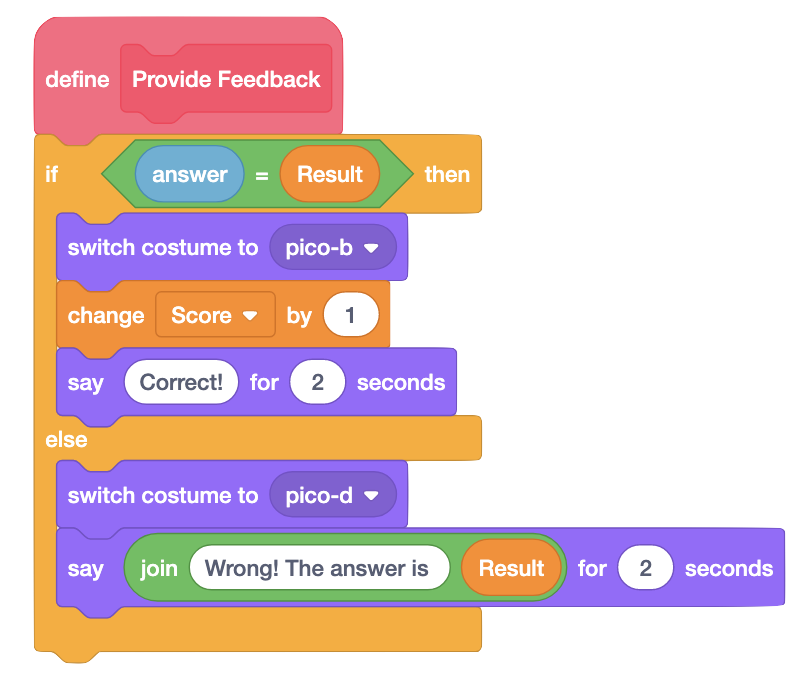 define Provide Feedback
if answer = Result then
switch costume to pico-b
change Score by 1
say Correct! for 2 seconds
else
switch costume to pico-d
say join Wrong! The answer is Result for 2 seconds